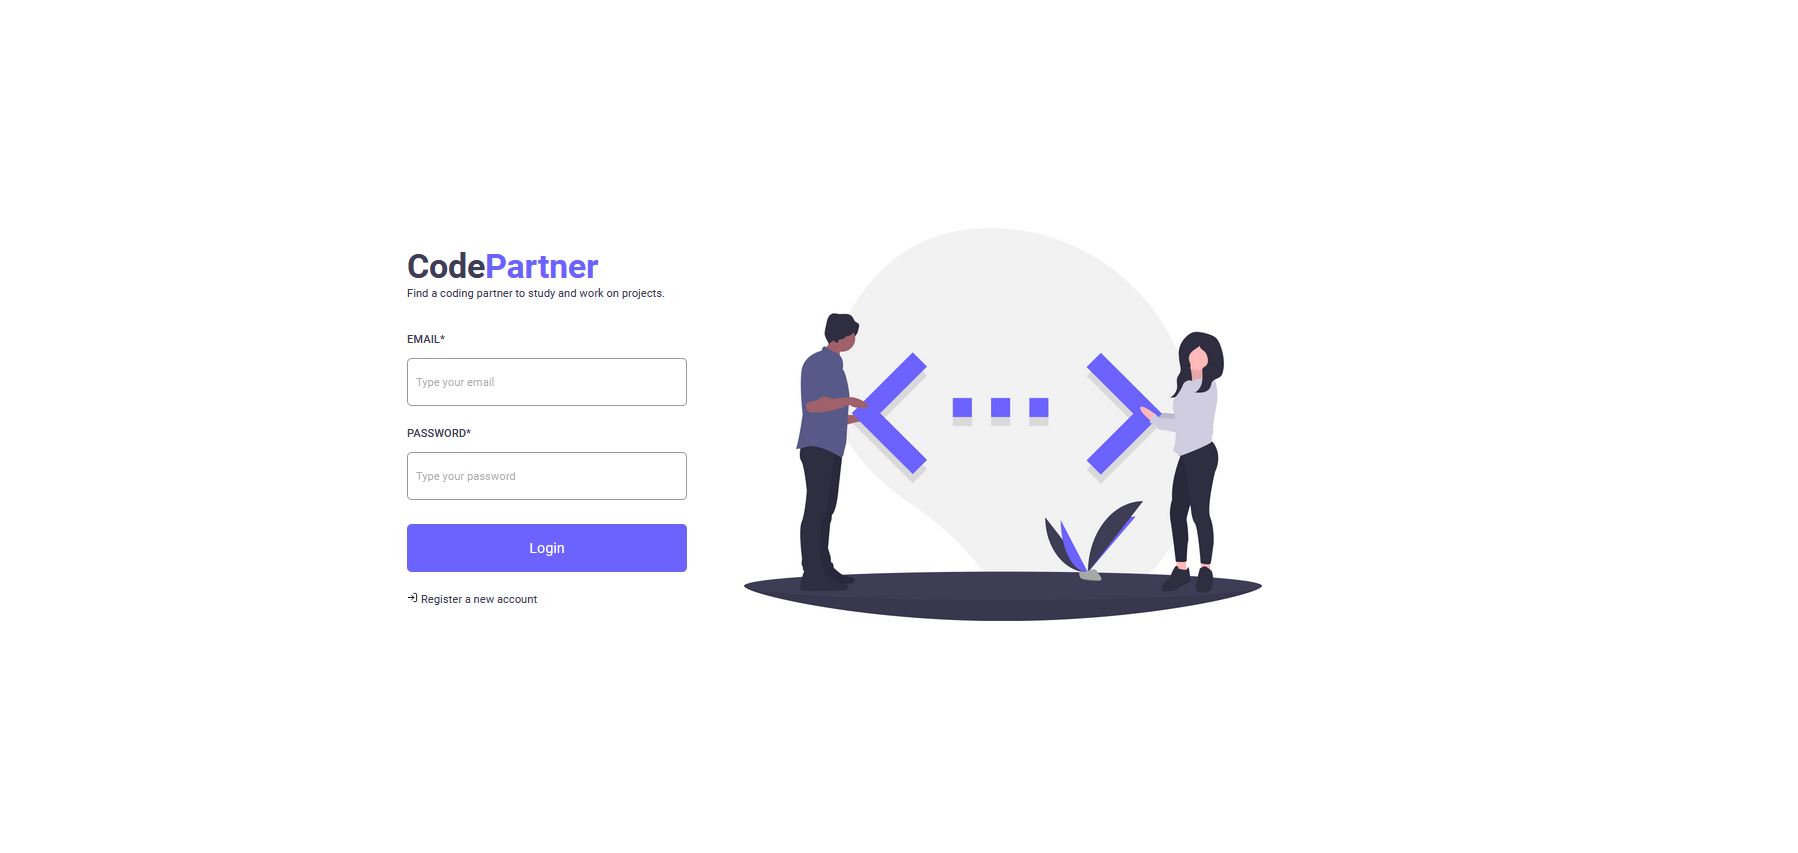 CodePartner
Find a coding partner to study and work on projects.
EMAIL*
Type your email
PASSWORD*
Type your password
Login
Register a new account